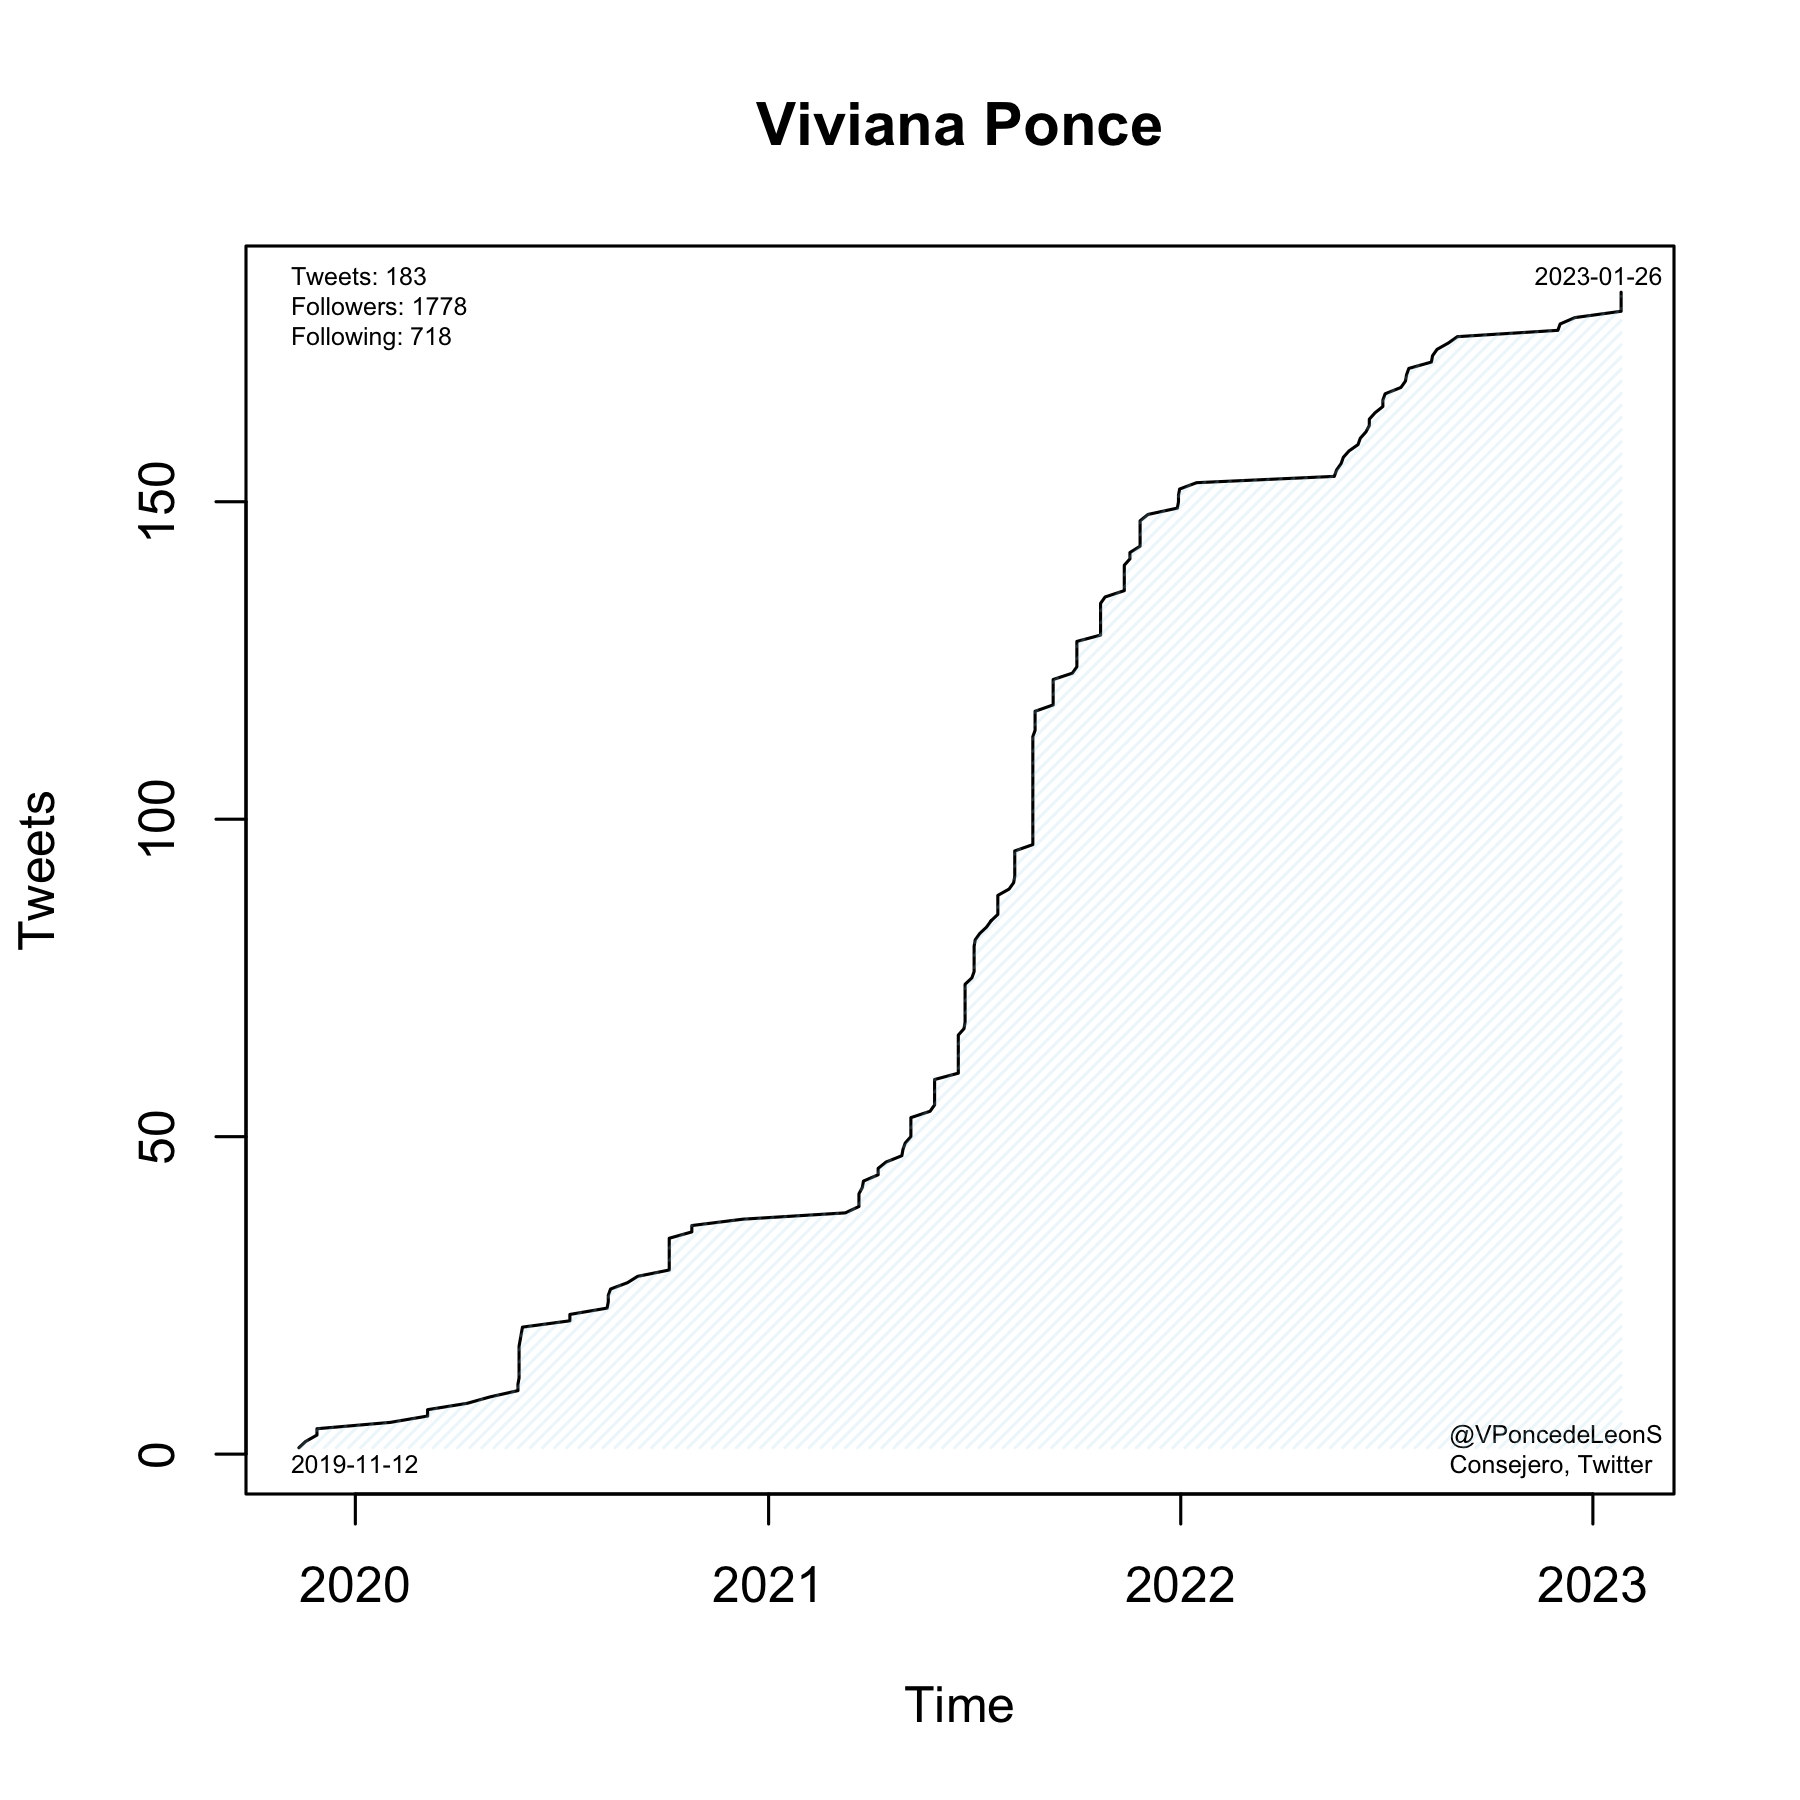 Viviana Ponce
Tweets: 183
Followers: 1778
Following: 718
2023-01-26
Tweets
150
100
50
0
2019-11-12
@VPoncedeLeonS
Consejero, Twitter
2020 2021 2022 2023
Time